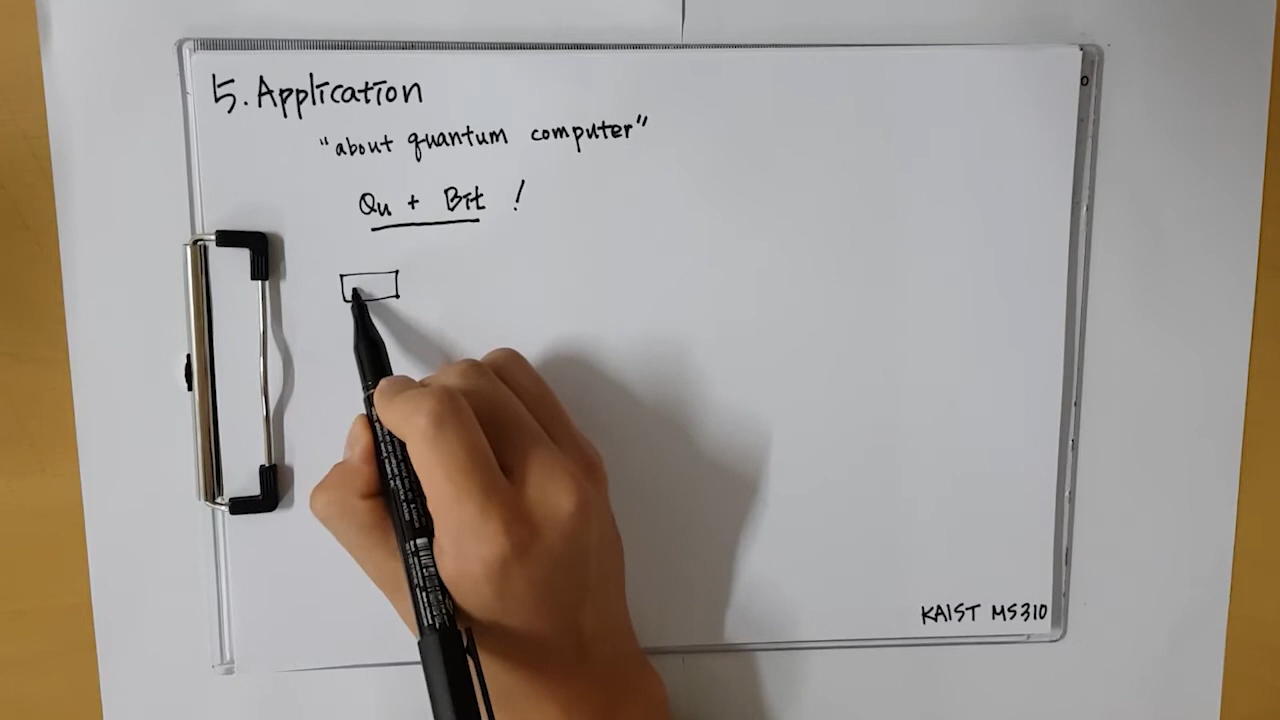 5. Application
"about quantum computer"
Qu + Bit !
KAIST MS310